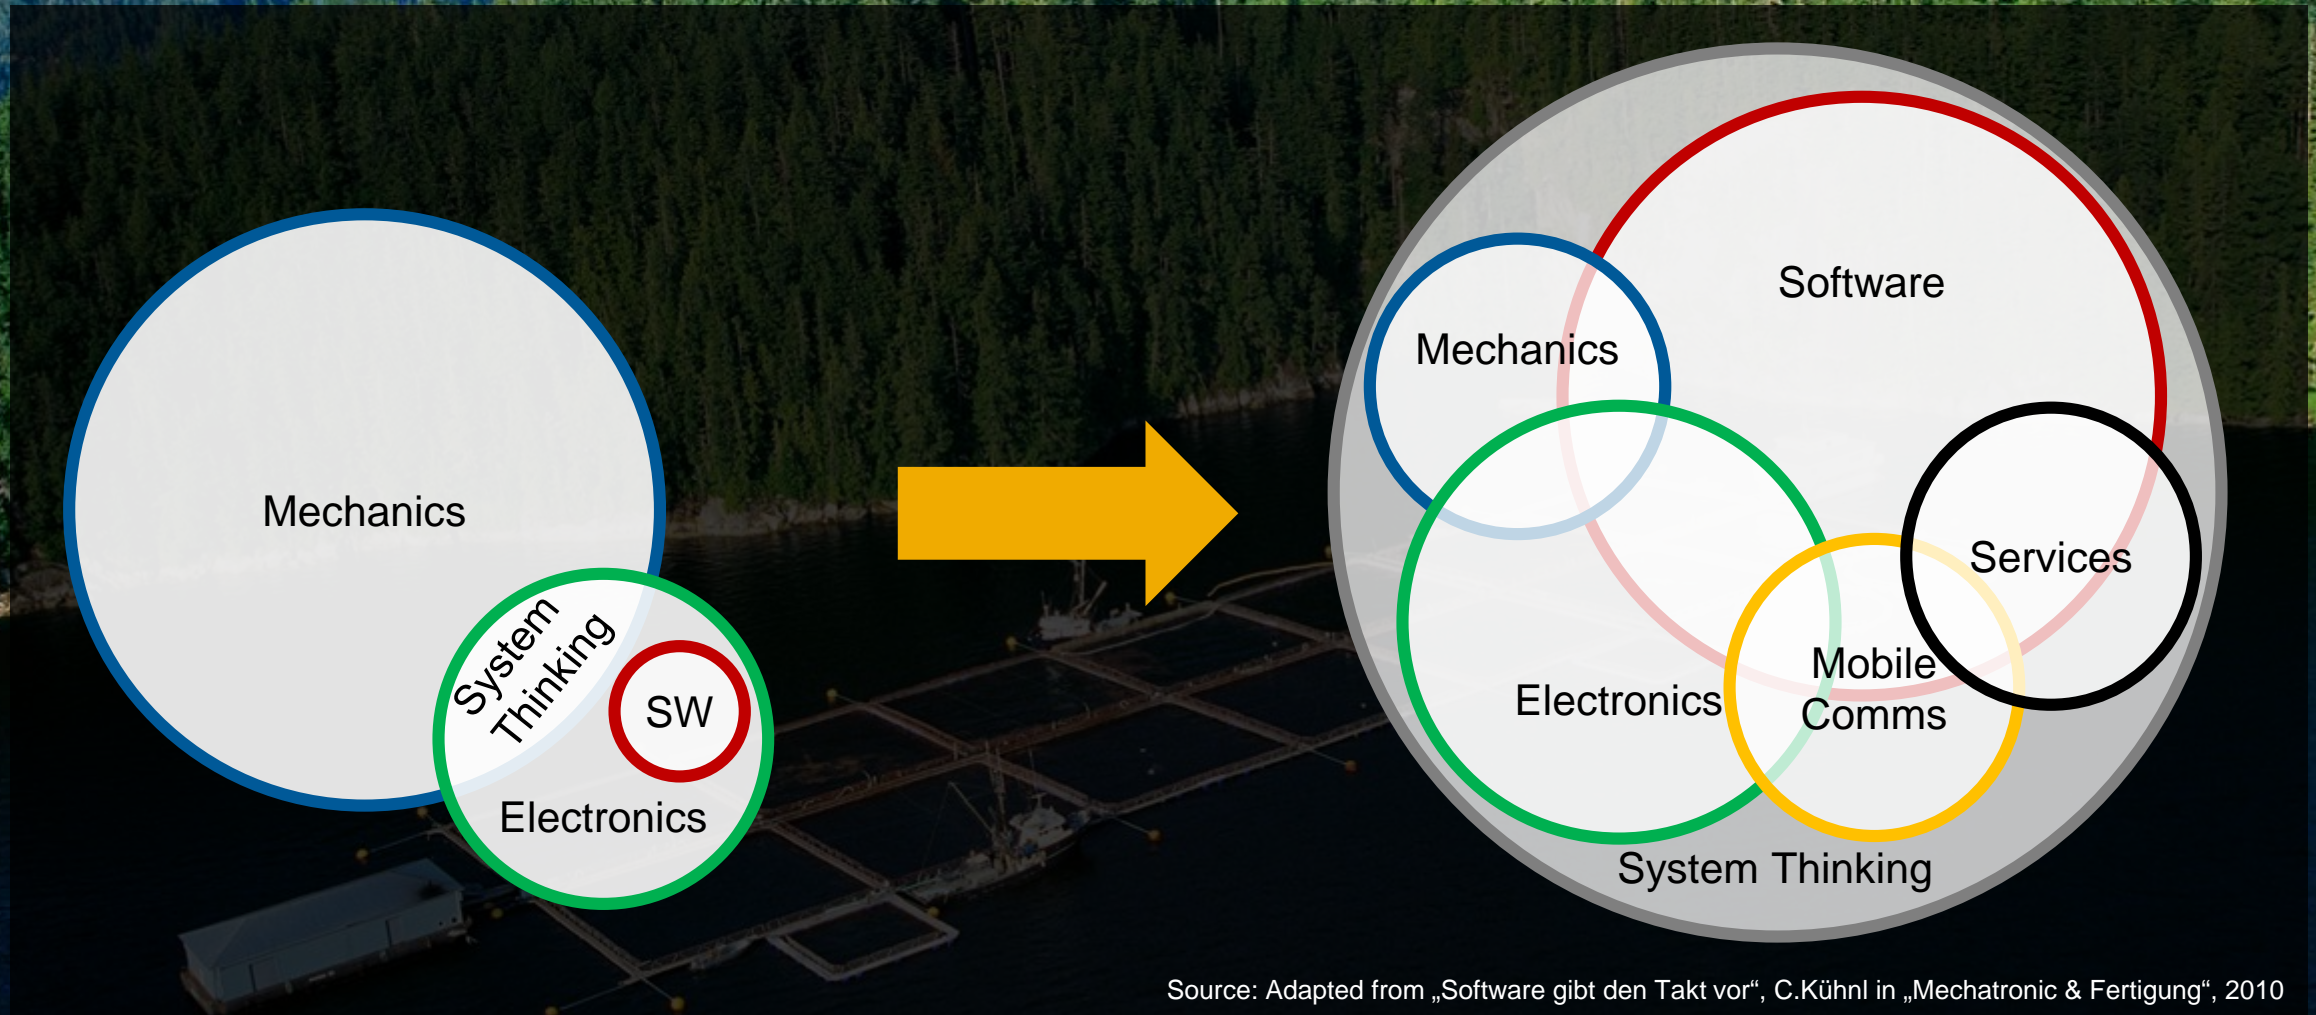 Mechanics
System
Thinking
SW
Electronics
Software
Mechanics
Services
Mobile
Comms
Electronics
System Thinking
Source: Adapted from „Software gibt den Takt vor“, C.Kühnl in „Mechatronic & Fertigung“, 2010